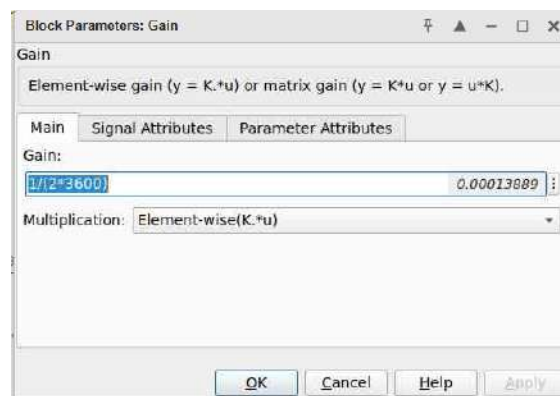 Block Parameters: Gain
Gain
Element-wise gain (y = K.*u) or matrix gain (y = K*u or y = u*K).
Main Signal Attributes Parameter Attributes
Gain:
1/(2*3600) 0.00013889
Multiplication: Element-wise(K.*u)
OK Cancel Help Apply